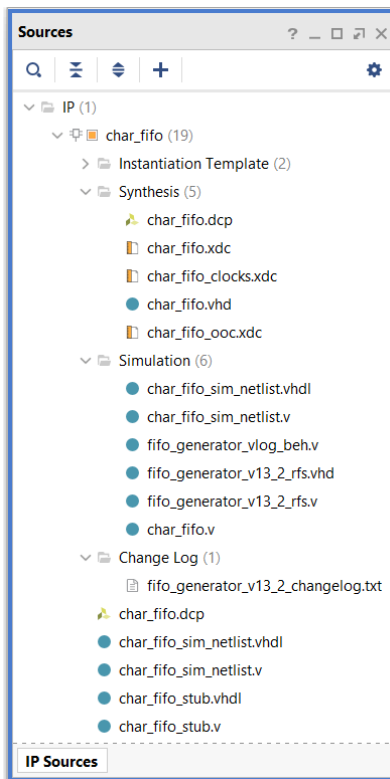 Sources
IP (1)
char_fifo (19)
Instantiation Template (2)
Synthesis (5)
char_fifo.dcp
char_fifo.xdc
char_fifo_clocks.xdc
char_fifo.vhd
char_fifo_ooc.xdc
Simulation (6)
char_fifo_sim_netlist.vhdl
char_fifo_sim_netlist.v
fifo_generator_vlog_beh.v
fifo_generator_v13_2_rfs.vhd
fifo_generator_v13_2_rfs.v
char_fifo.v
Change Log (1)
fifo_generator_v13_2_changelog.txt
char_fifo.dcp
char_fifo_sim_netlist.vhdl
char_fifo_sim_netlist.v
char_fifo_stub.vhdl
char_fifo_stub.v
IP Sources